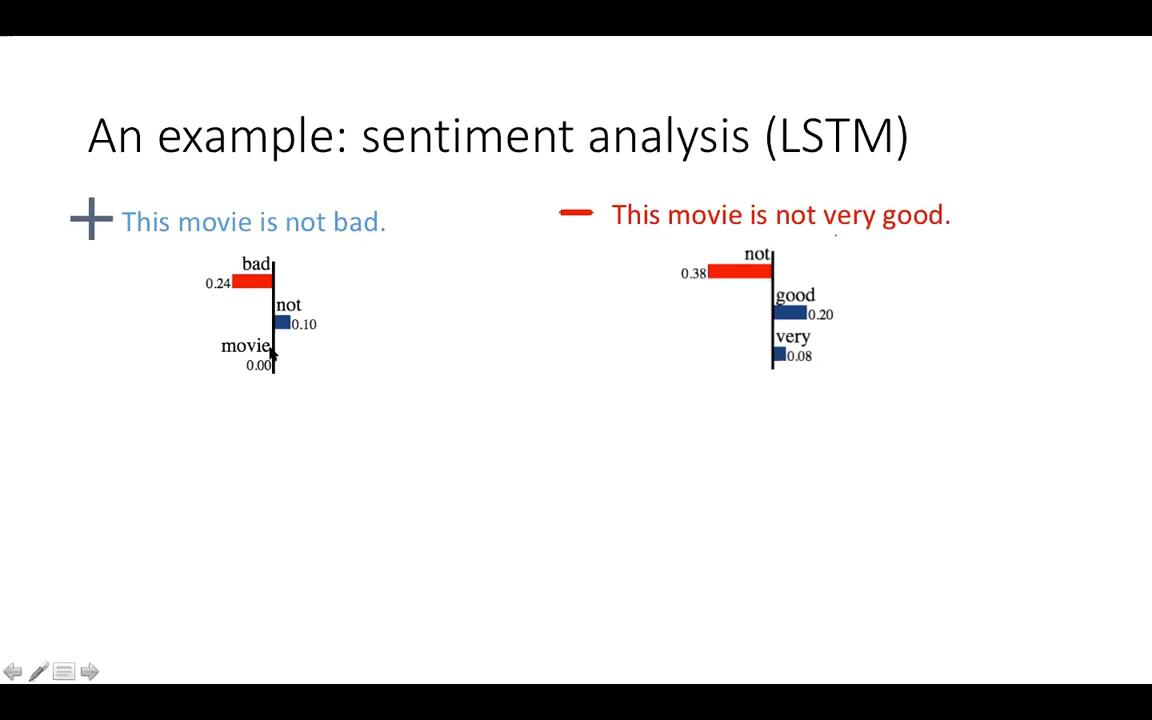 An example: sentiment analysis (LSTM)
This movie is not bad.
bad
0.24
not
0.10
movie
0.00
This movie is not very good.
not
0.38
good
0.20
very
0.08